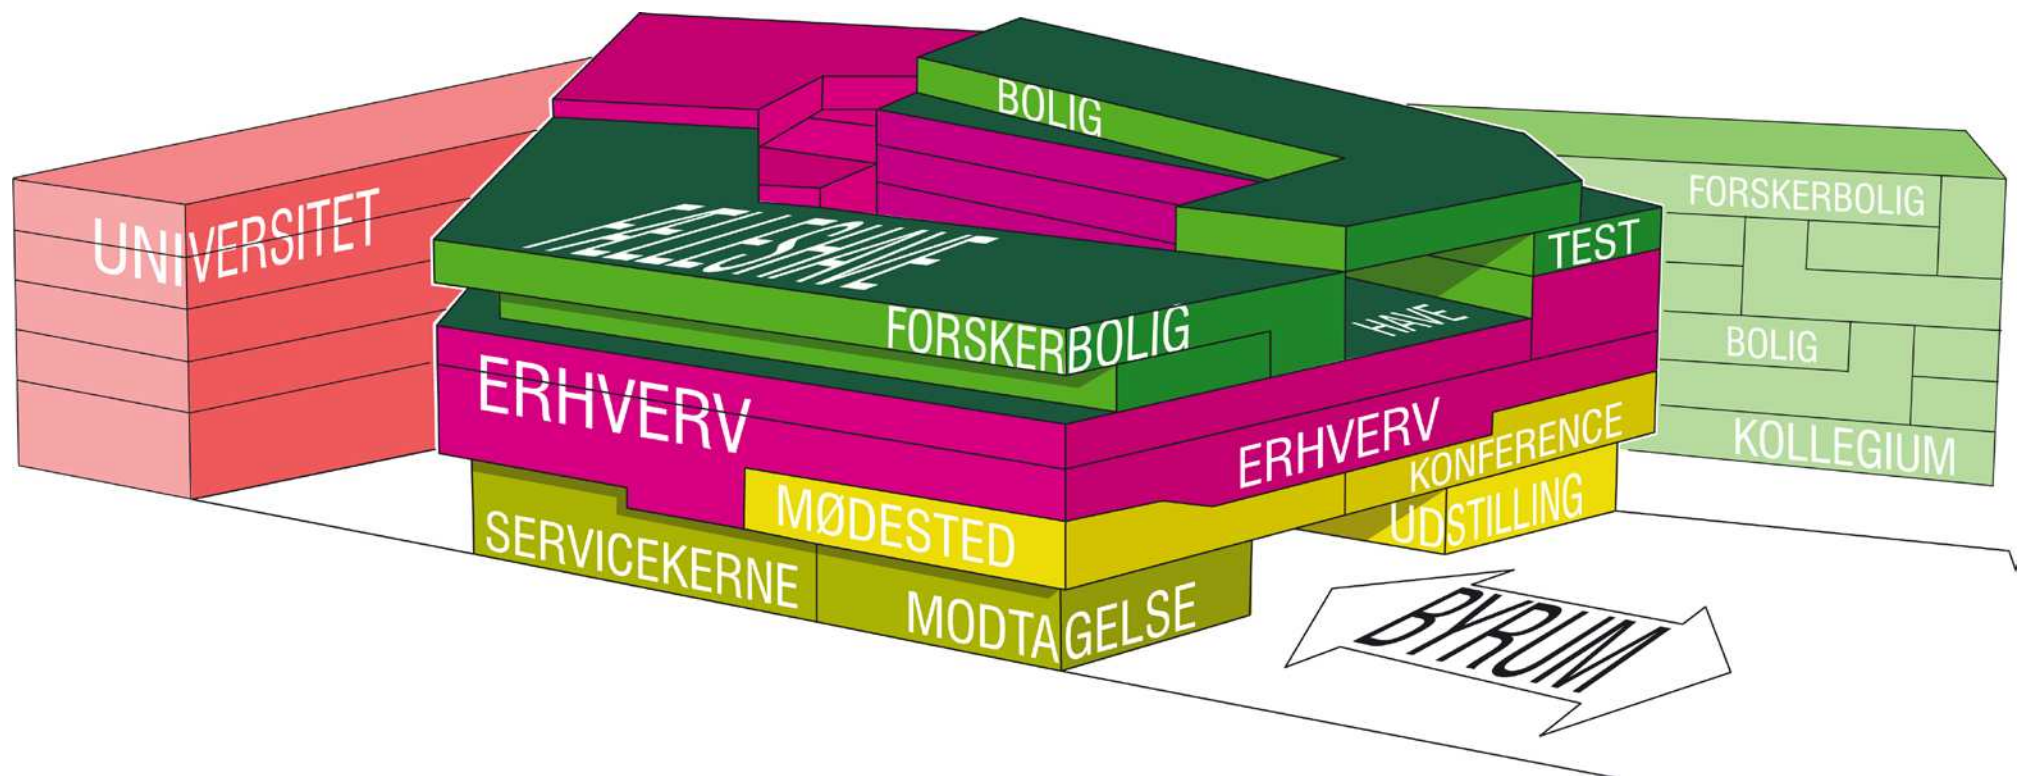 UNIVERSITET
BOLIG
FÆLLESHAVE
FORSKERBOLIG
TEST
HAVE
ERHVERV
ERHVERV
KONFERENCE
MØDESTED
UDSTILLING
SERVICEKERNE
MODTAGELSE
BYRUM
FORSKERBOLIG
BOLIG
KOLLEGIUM